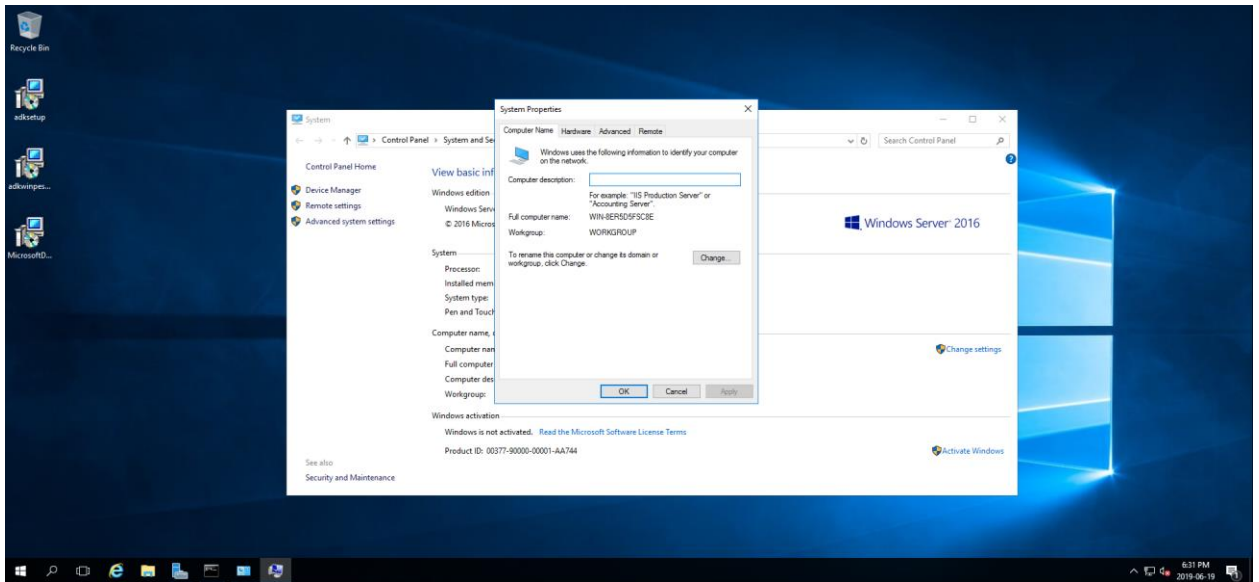 Recycle Bin
adksetup
adkwinpes...
MicrosoftD...
System
Control Panel > System and Se
Search Control Panel
Control Panel Home
Device Manager
Remote settings
Advanced system settings
See also
Security and Maintenance
View basic inf
Windows edition
Windows Serv
© 2016 Micros
Windows Server 2016
System
Processor:
Installed mem
System type:
Pen and Touch
Computer name,
Computer nam
Full computer
Computer des
Workgroup:
Change settings
Windows activation
Windows is not activated. Read the Microsoft Software License Terms
Product ID: 00377-90000-00001-AA744
Activate Windows
System Properties
Computer Name Hardware Advanced Remote
Windows uses the following information to identify your computer
on the network.
Computer description:
For example: "IIS Production Server" or
"Accounting Server".
Full computer name: WIN-8ER5D5FSC8E
Workgroup: WORKGROUP
To rename this computer or change its domain or
workgroup, click Change.
Change...
OK Cancel Apply
6:31 PM
2019-06-19